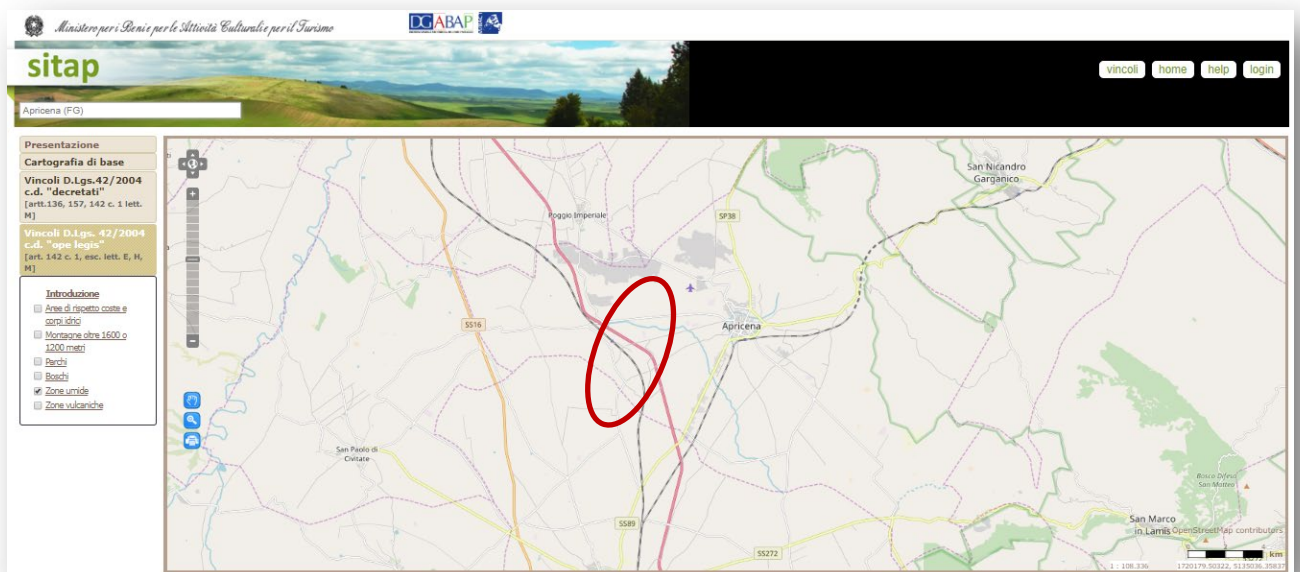 Ministero per i Beni e per le Attività Culturali e per il Turismo
DGABAP
sitap
vincoli
home
help
login
Apricena (FG)
Presentazione
Cartografia di base
Vincoli D.Lgs.42/2004
c.d. "decretati"
[artt.136, 157, 142 c. 1 lett.
M]
Vincoli D.Lgs. 42/2004
c.d. "ope legis"
[art. 142 c. 1, esc. lett. E, H,
M]
Introduzione
Aree di rispetto coste e
corpi idrici
Montagne oltre 1600 o
1200 metri
Parchi
Boschi
Zone umide
Zone vulcaniche
San Nicandro
Garganico
Poggio Imperiale
SP38
SS16
Apricena
San Paolo di
Civitate
Bosco Difesa
San Matteo
SS89
San Marco
in Lamis
OpenStreetMap contributors
SS272
km
1 : 108.336
1720179.50322, 5135036.35837